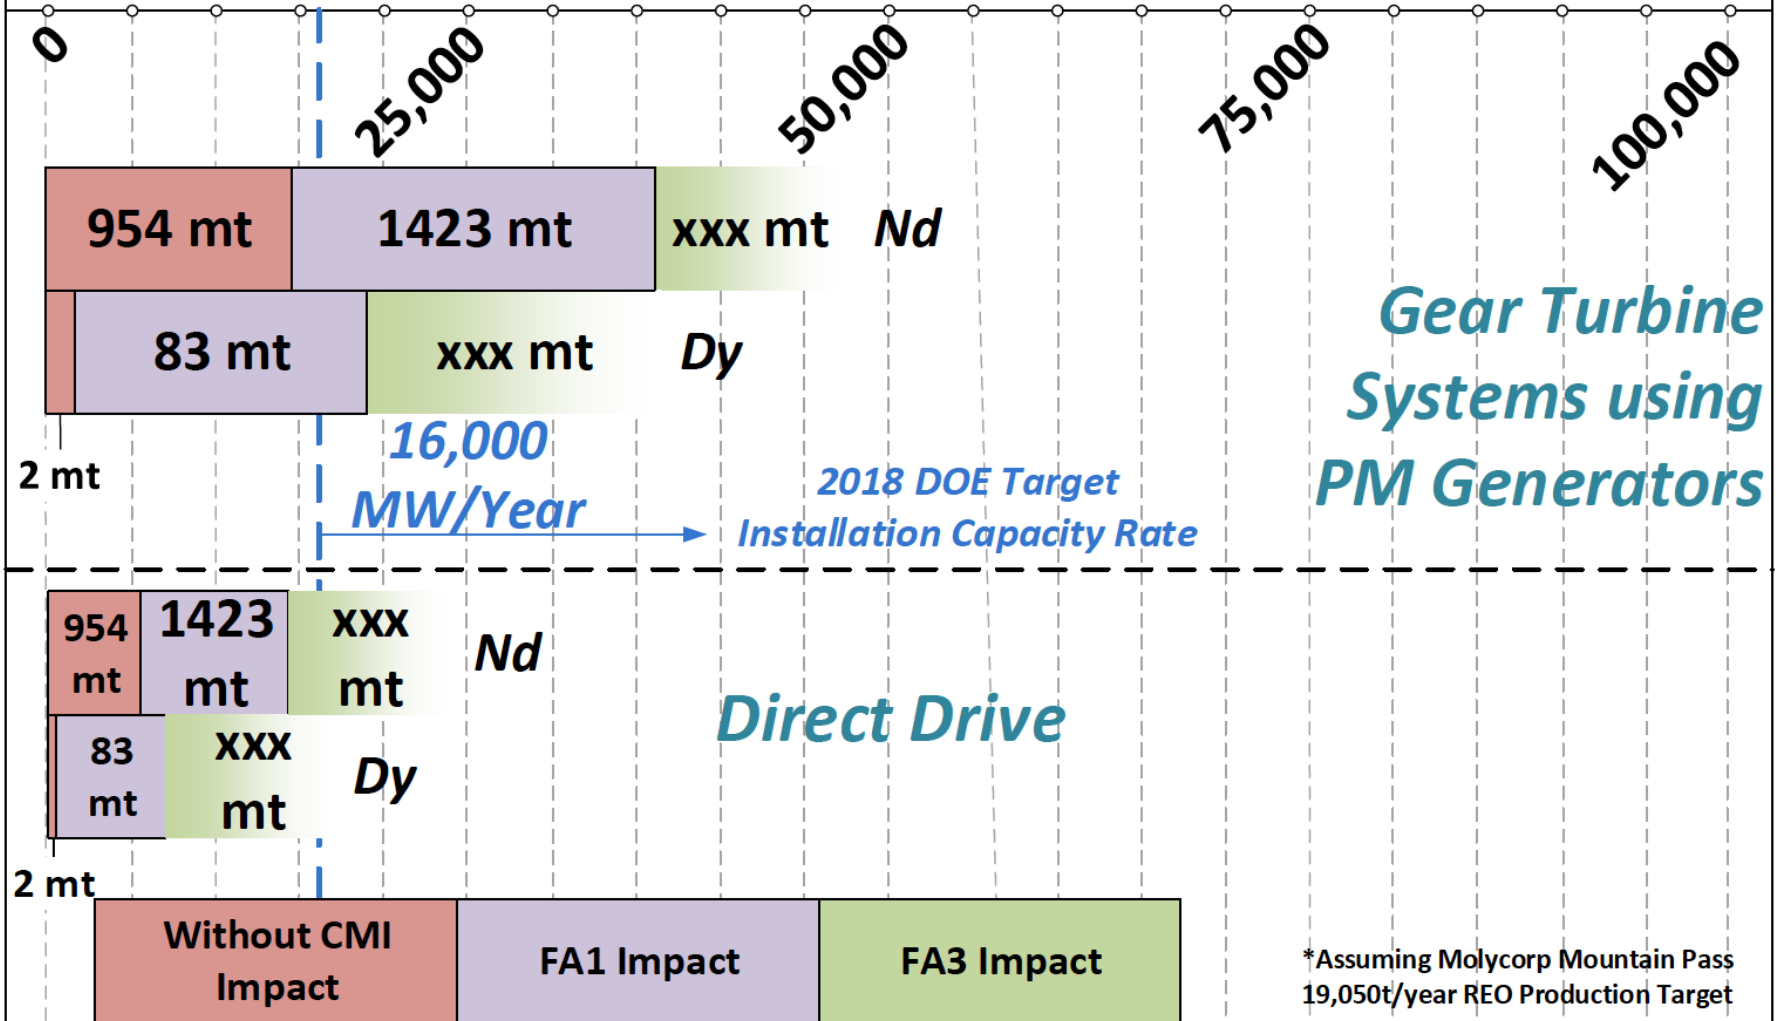 0
25,000
50,000
75,000
100,000
954 mt
1423 mt
xxx mt
Nd
83 mt
xxx mt
Dy
2 mt
Gear Turbine
Systems using
PM Generators
16,000
MW/Year
2018 DOE Target
Installation Capacity Rate
954
mt
1423
mt
xxx
mt
Nd
83
mt
xxx
mt
Dy
2 mt
Direct Drive
Without CMI
Impact
FA1 Impact
FA3 Impact
*Assuming Molycorp Mountain Pass
19,050t/year REO Production Target